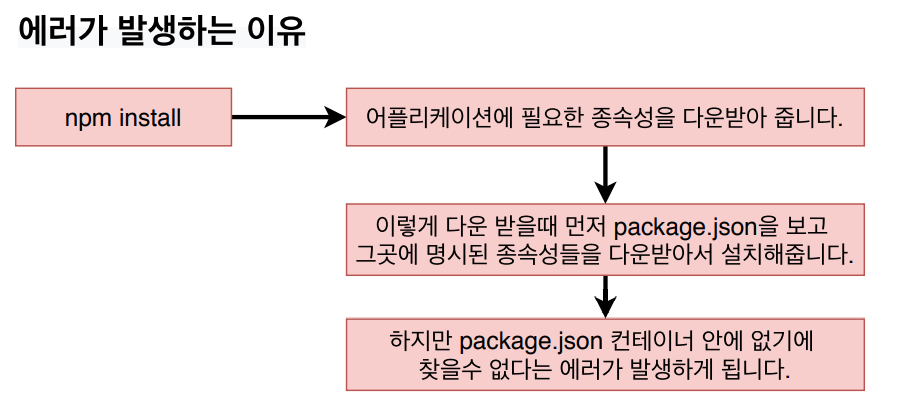 에러가 발생하는 이유
npm install
어플리케이션에 필요한 종속성을 다운받아 줍니다.
이렇게 다운 받을때 먼저 package.json을 보고
그곳에 명시된 종속성들을 다운받아서 설치해줍니다.
하지만 package.json 컨테이너 안에 없기에
찾을수 없다는 에러가 발생하게 됩니다.